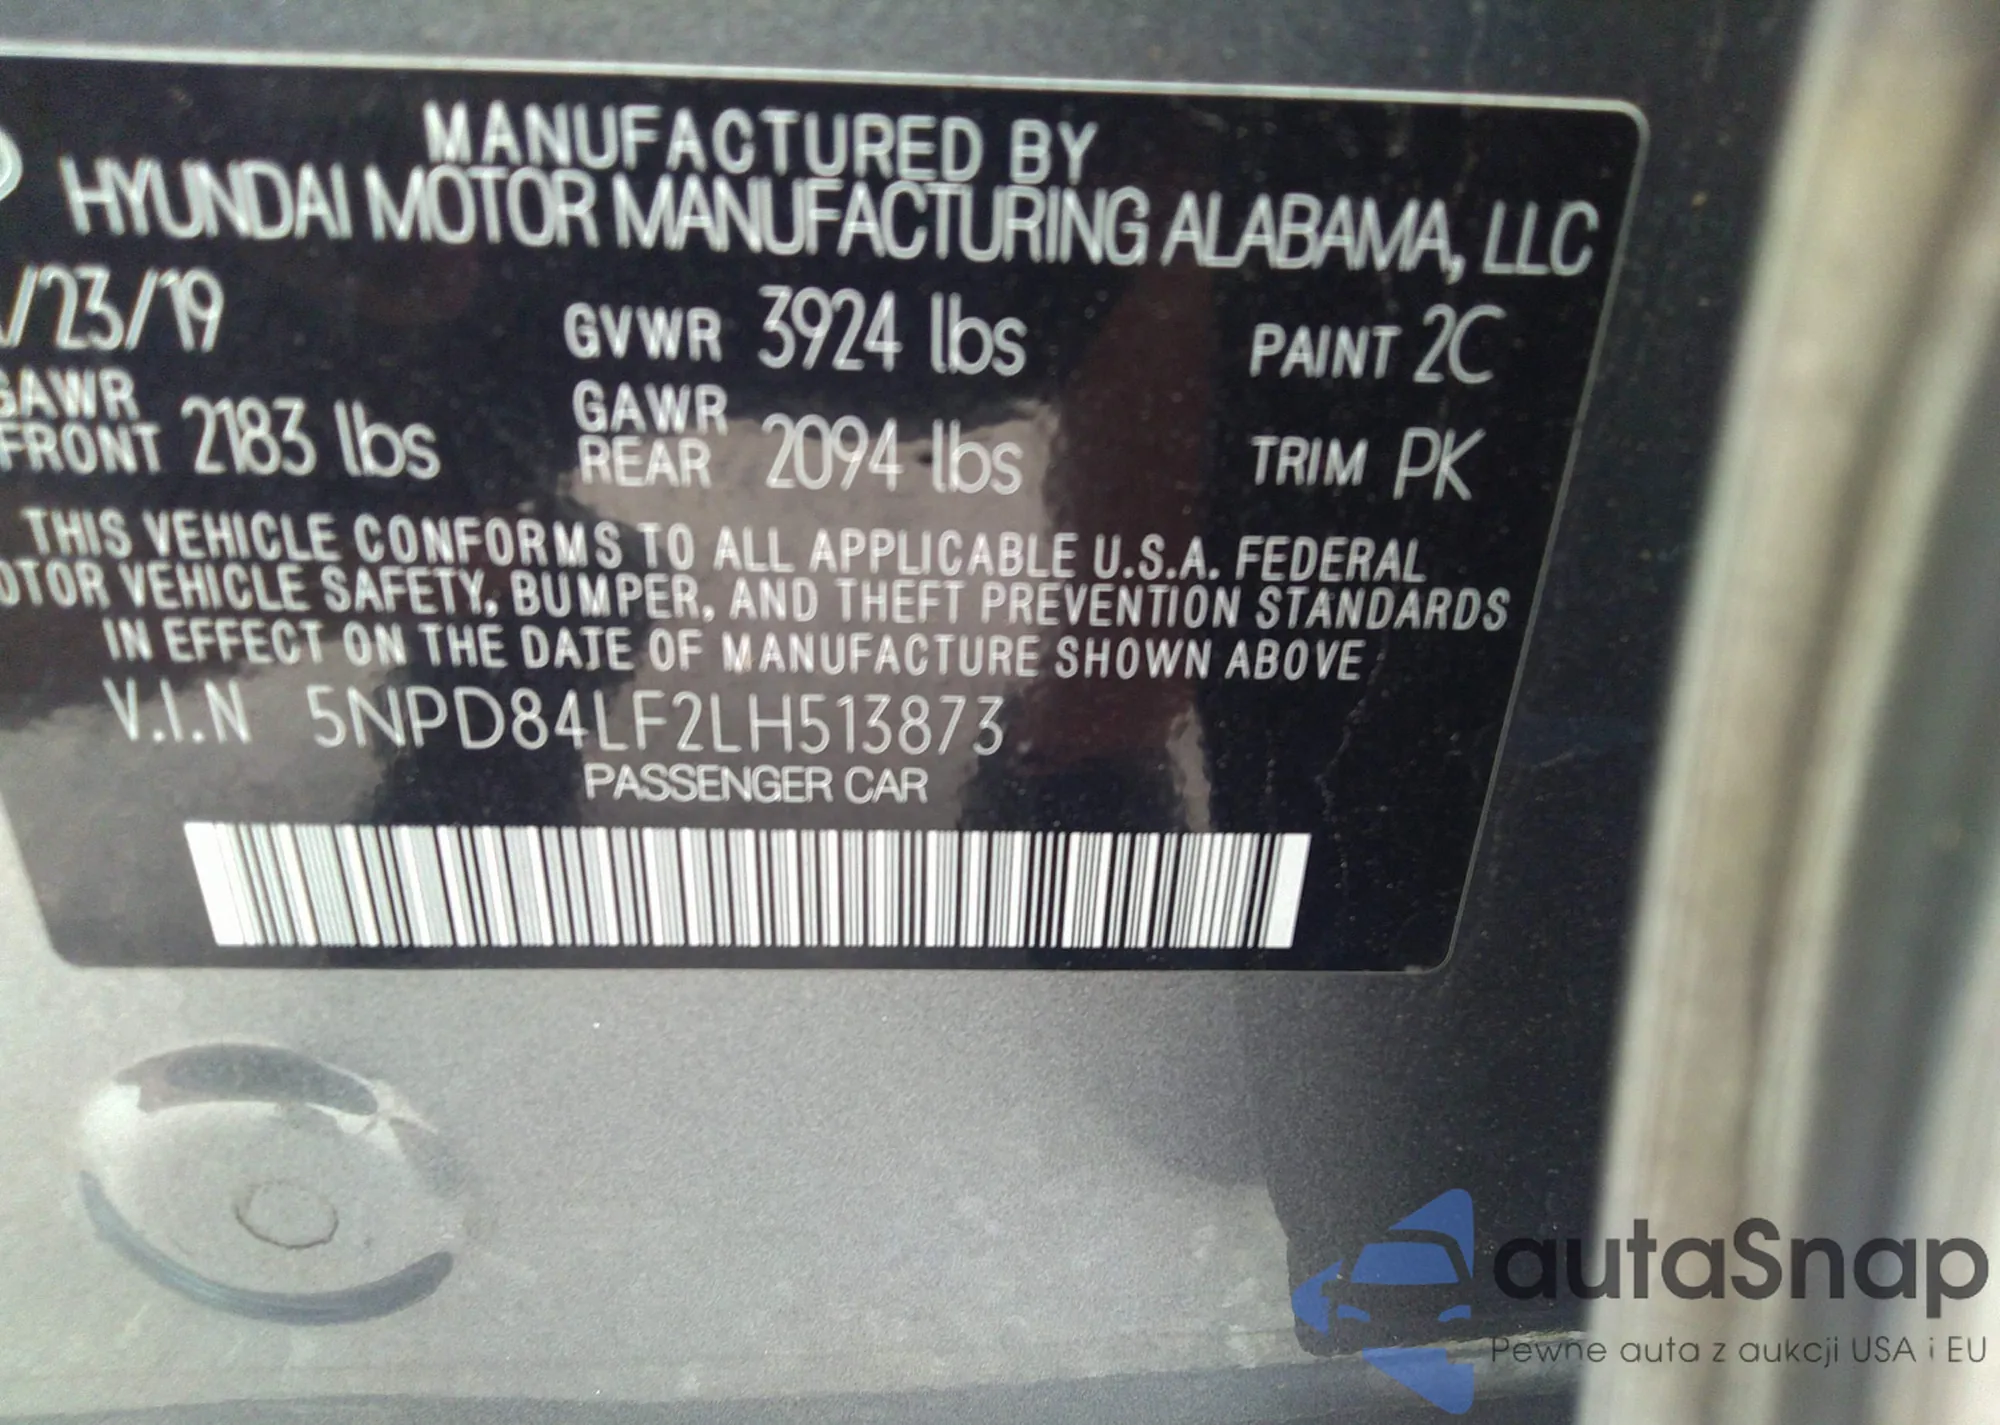 MANUFACTURED BY
HYUNDAI MOTOR MANUFACTURING ALABAMA, LLC
/23/19 GVWR 3924 lbs PAINT 2C
GAWR FRONT 2183 lbs GAWR REAR 2094 lbs TRIM PK
THIS VEHICLE CONFORMS TO ALL APPLICABLE U.S.A. FEDERAL
OTOR VEHICLE SAFETY, BUMPER, AND THEFT PREVENTION STANDARDS
IN EFFECT ON THE DATE OF MANUFACTURE SHOWN ABOVE
V.I.N 5NPD84LF2LH513873
PASSENGER CAR
autaSnap
Pewne auta z aukcji USA i EU